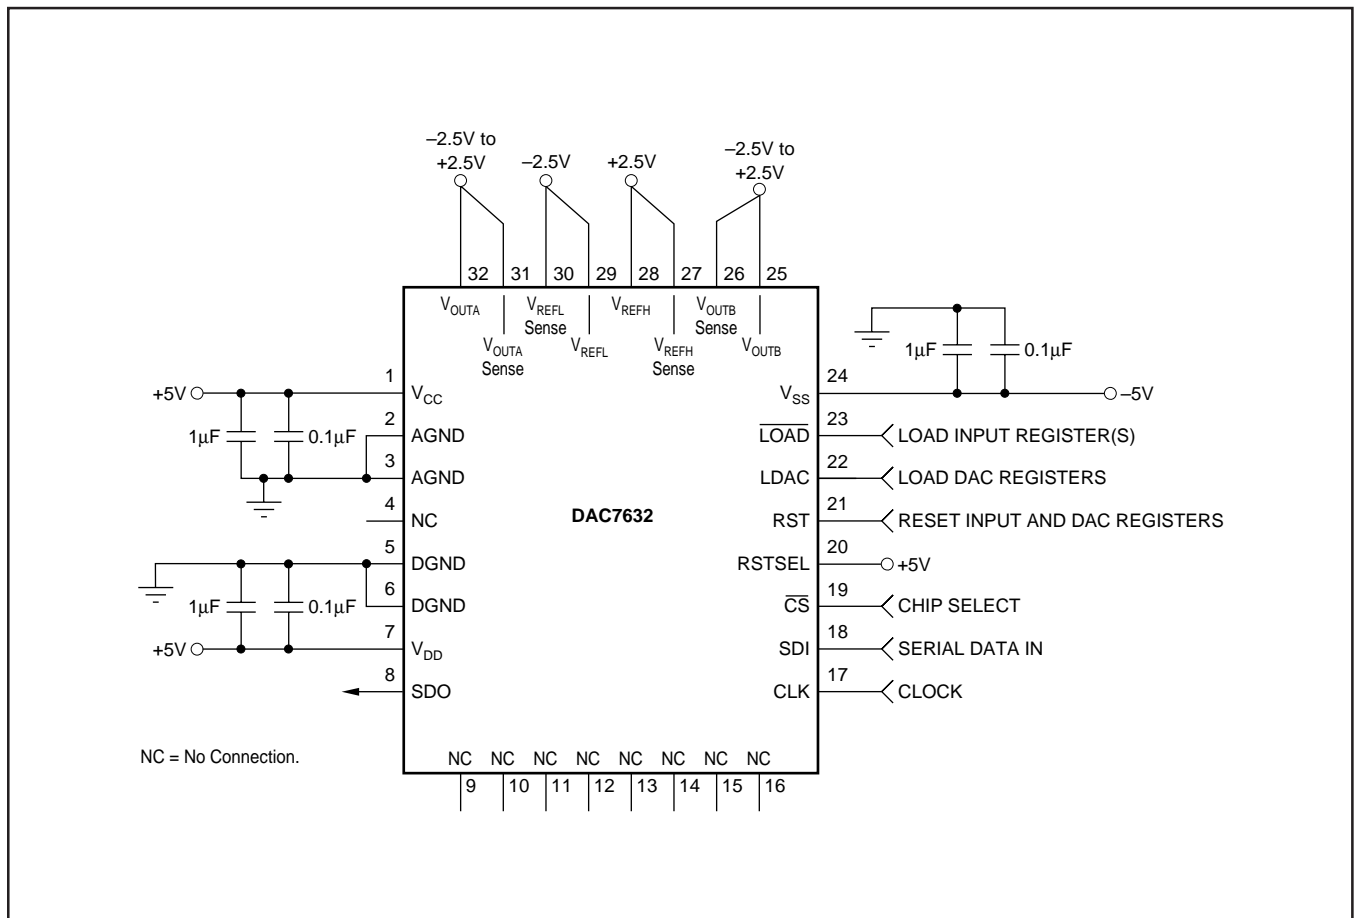 –2.5V to
+2.5V
–2.5V
+2.5V
–2.5V to
+2.5V
32
31
30
29
28
27
26
25
VOUTA
VOUTA
Sense
VREFL
Sense
VREFL
VREFH
VREFH
Sense
VOUTB
Sense
VOUTB
+5V
1µF
0.1µF
1
VCC
2
AGND
3
AGND
4
NC
5
DGND
6
DGND
1µF
0.1µF
+5V
7
VDD
8
SDO
DAC7632
1µF
0.1µF
VSS
24
–5V
LOAD
23
LOAD INPUT REGISTER(S)
LDAC
22
LOAD DAC REGISTERS
RST
21
RESET INPUT AND DAC REGISTERS
RSTSEL
20
+5V
CS
19
CHIP SELECT
SDI
18
SERIAL DATA IN
CLK
17
CLOCK
NC = No Connection.
NC NC NC NC NC NC NC NC
9 10 11 12 13 14 15 16